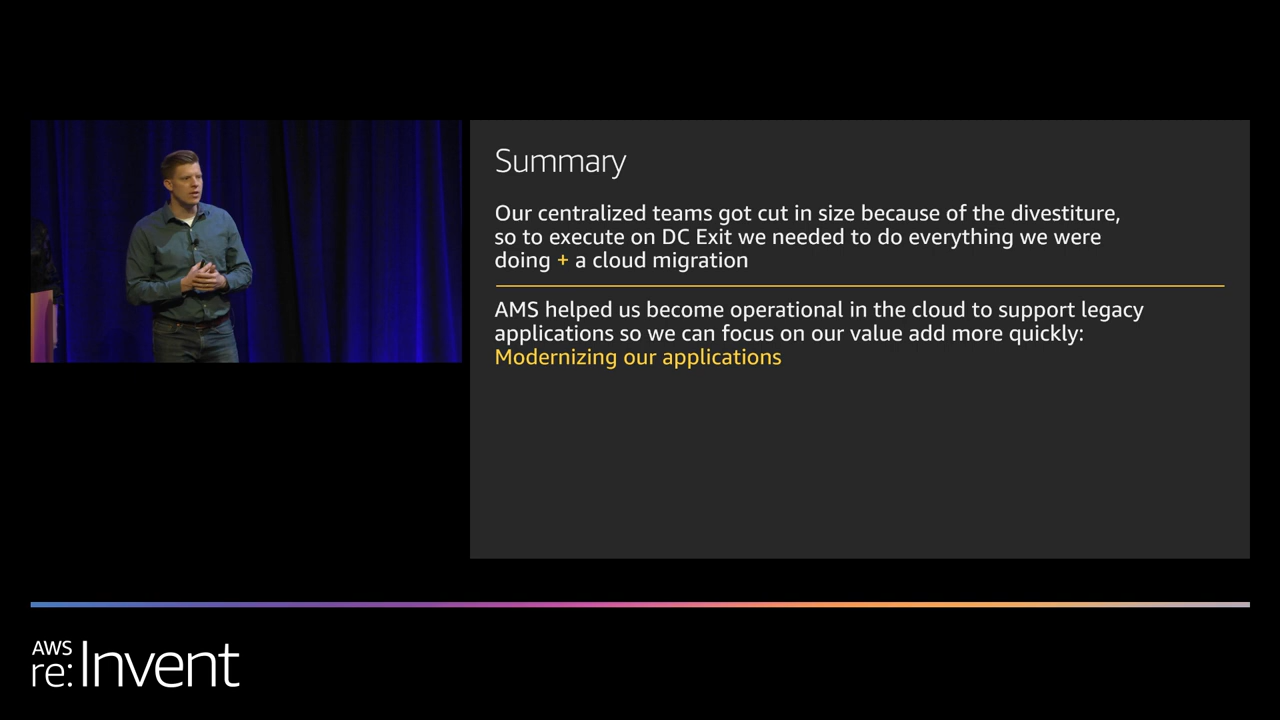 Summary
Our centralized teams got cut in size because of the divestiture,
so to execute on DC Exit we needed to do everything we were
doing + a cloud migration
AMS helped us become operational in the cloud to support legacy
applications so we can focus on our value add more quickly:
Modernizing our applications
AWS
re:Invent